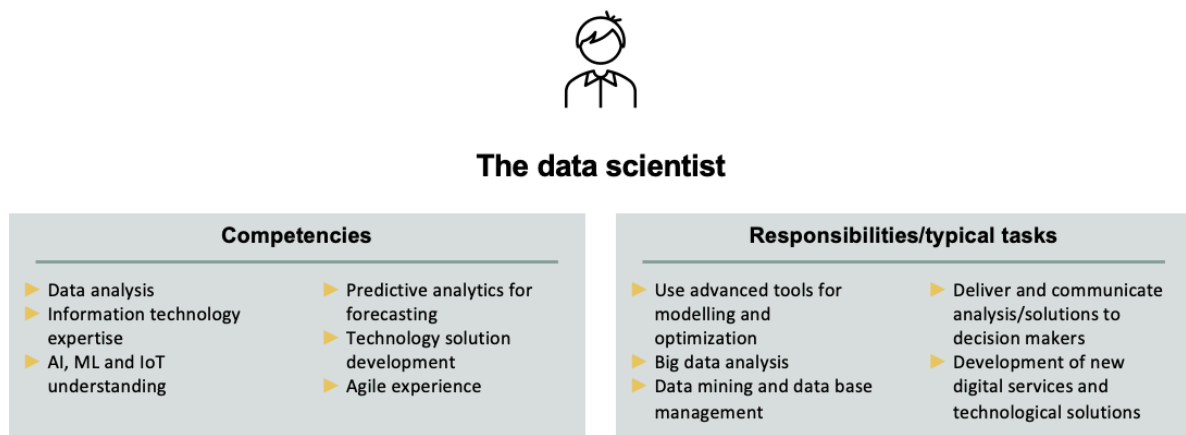 The data scientist
Competencies
Data analysis
Information technology
expertise
AI, ML and IoT
understanding
Predictive analytics for
forecasting
Technology solution
development
Agile experience
Responsibilities/typical tasks
Use advanced tools for
modelling and
optimization
Big data analysis
Data mining and data base
management
Deliver and communicate
analysis/solutions to
decision makers
Development of new
digital services and
technological solutions